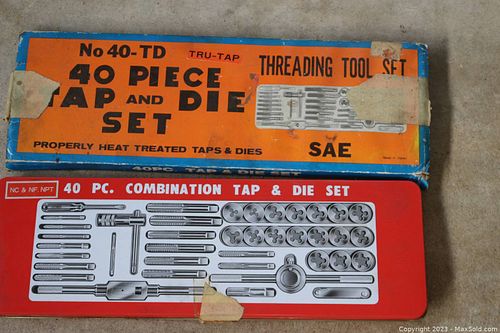 No 40-TD
TRU-TAP
40 PIECE
TAP AND DIE
SET
THREADING TOOL SET
PROPERLY HEAT TREATED TAPS & DIES
SAE
40PC. TAP & DIE SET
NC & NF. NPT
40 PC. COMBINATION TAP & DIE SET
Copyright 2023 - MaxSold.com